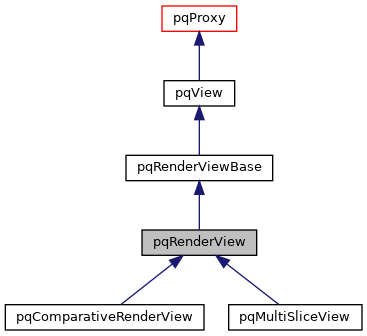 pqProxy
pqView
pqRenderViewBase
pqRenderView
pqComparativeRenderView
pqMultiSliceView